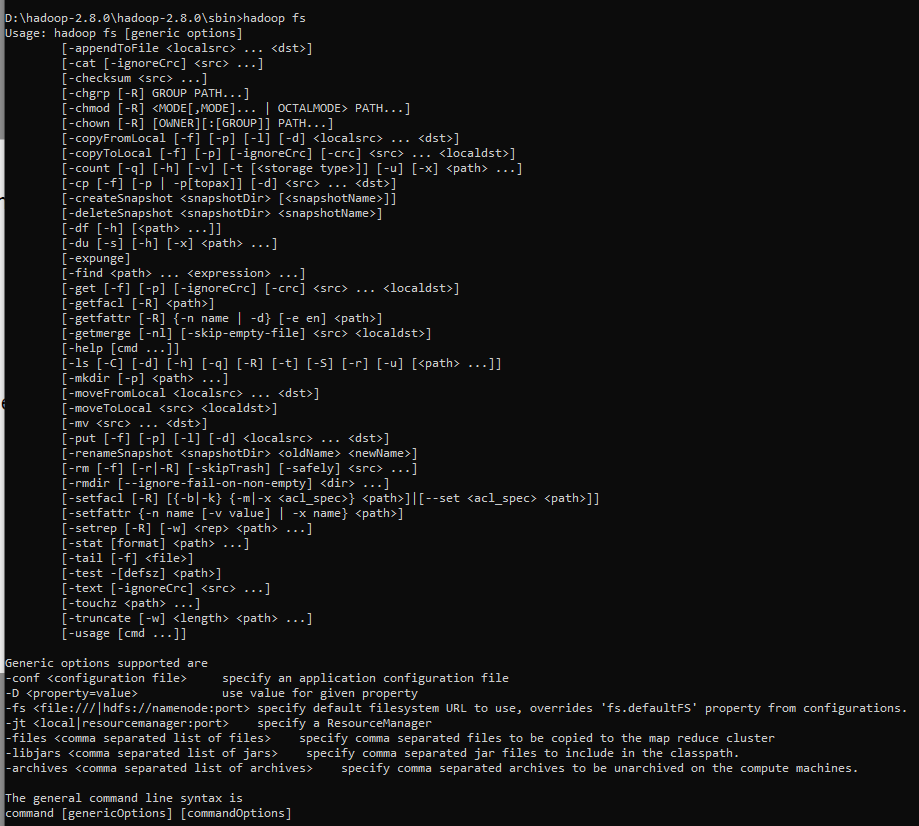 D:\hadoop-2.8.0\hadoop-2.8.0\sbin>hadoop fs
Usage: hadoop fs [generic options]
[-appendToFile <localsrc> ... <dst>]
[-cat [-ignoreCrc] <src> ...]
[-checksum <src> ...]
[-chgrp [-R] GROUP PATH...]
[-chmod [-R] <MODE[,MODE]... | OCTALMODE> PATH...]
[-chown [-R] [OWNER][:[GROUP]] PATH...]
[-copyFromLocal [-f] [-p] [-l] [-d] <localsrc> ... <dst>]
[-copyToLocal [-f] [-p] [-ignoreCrc] [-crc] <src> ... <localdst>]
[-count [-q] [-h] [-v] [-t [<storage type>]] [-u] [-x] <path> ...]
[-cp [-f] [-p | -p[topax]] [-d] <src> ... <dst>]
[-createSnapshot <snapshotDir> [<snapshotName>]]
[-deleteSnapshot <snapshotDir> <snapshotName>]
[-df [-h] [<path> ...]]
[-du [-s] [-h] [-x] <path> ...]
[-expunge]
[-find <path> ... <expression> ...]
[-get [-f] [-p] [-ignoreCrc] [-crc] <src> ... <localdst>]
[-getfacl [-R] <path>]
[-getfattr [-R] {-n name | -d} [-e en] <path>]
[-getmerge [-nl] [-skip-empty-file] <src> <localdst>]
[-help [cmd ...]]
[-ls [-C] [-d] [-h] [-q] [-R] [-t] [-S] [-r] [-u] [<path> ...]]
[-mkdir [-p] <path> ...]
[-moveFromLocal <localsrc> ... <dst>]
[-moveToLocal <src> <localdst>]
[-mv <src> ... <dst>]
[-put [-f] [-p] [-l] [-d] <localsrc> ... <dst>]
[-renameSnapshot <snapshotDir> <oldName> <newName>]
[-rm [-f] [-r|-R] [-skipTrash] [-safely] <src> ...]
[-rmdir [--ignore-fail-on-non-empty] <dir> ...]
[-setfacl [-R] [{-b|-k} {-m|-x <acl_spec>} <path>]|[--set <acl_spec> <path>]]
[-setfattr {-n name [-v value] | -x name} <path>]
[-setrep [-R] [-w] <rep> <path> ...]
[-stat [format] <path> ...]
[-tail [-f] <file>]
[-test -[defsz] <path>]
[-text [-ignoreCrc] <src> ...]
[-touchz <path> ...]
[-truncate [-w] <length> <path> ...]
[-usage [cmd ...]]
Generic options supported are
-conf <configuration file>     specify an application configuration file
-D <property=value>            use value for given property
-fs <file:///|hdfs://namenode:port> specify default filesystem URL to use, overrides 'fs.defaultFS' property from configurations.
-jt <local|resourcemanager:port>    specify a ResourceManager
-files <comma separated list of files>    specify comma separated files to be copied to the map reduce cluster
-libjars <comma separated list of jars>    specify comma separated jar files to include in the classpath.
-archives <comma separated list of archives>    specify comma separated archives to be unarchived on the compute machines.
The general command line syntax is
command [genericOptions] [commandOptions]